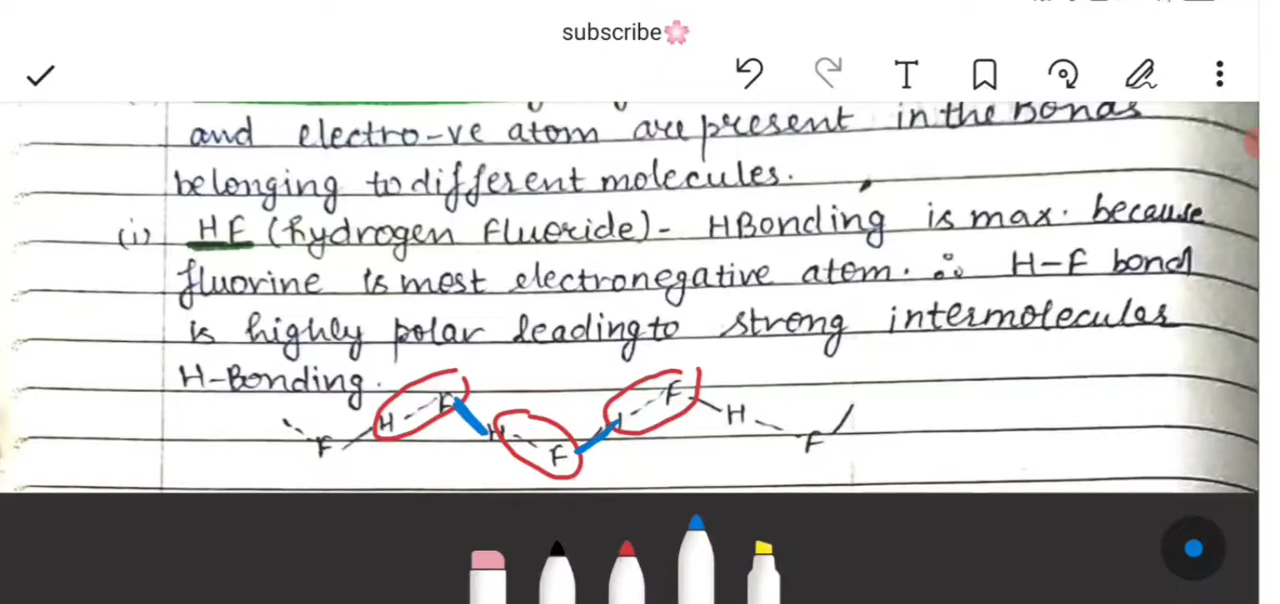 subscribe🌸
T
and electro-ve atom are present in the Bonds
belonging to different molecules.
(i) HF (hydrogen Fluoride) - HBonding is max. because
fluorine is most electronegative atom. ∴ H-F bond
is highly polar leading to strong intermolecules
H-Bonding.
F H F H F H F H F